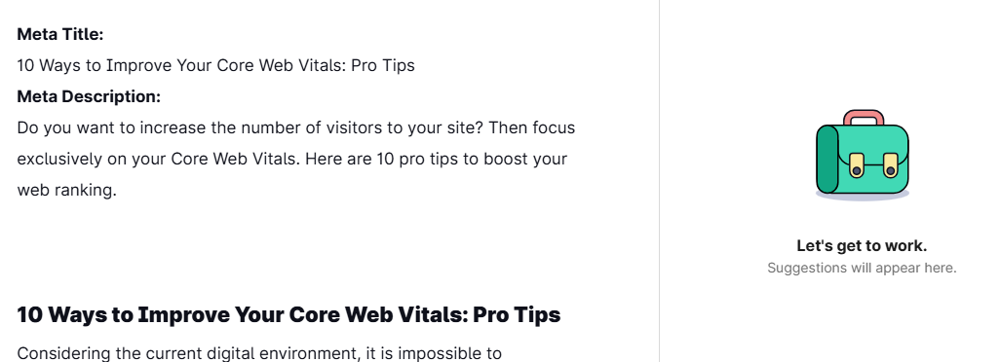 Meta Title:
10 Ways to Improve Your Core Web Vitals: Pro Tips
Meta Description:
Do you want to increase the number of visitors to your site? Then focus
exclusively on your Core Web Vitals. Here are 10 pro tips to boost your
web ranking.
Let's get to work.
Suggestions will appear here.
10 Ways to Improve Your Core Web Vitals: Pro Tips
Considering the current digital environment, it is impossible to